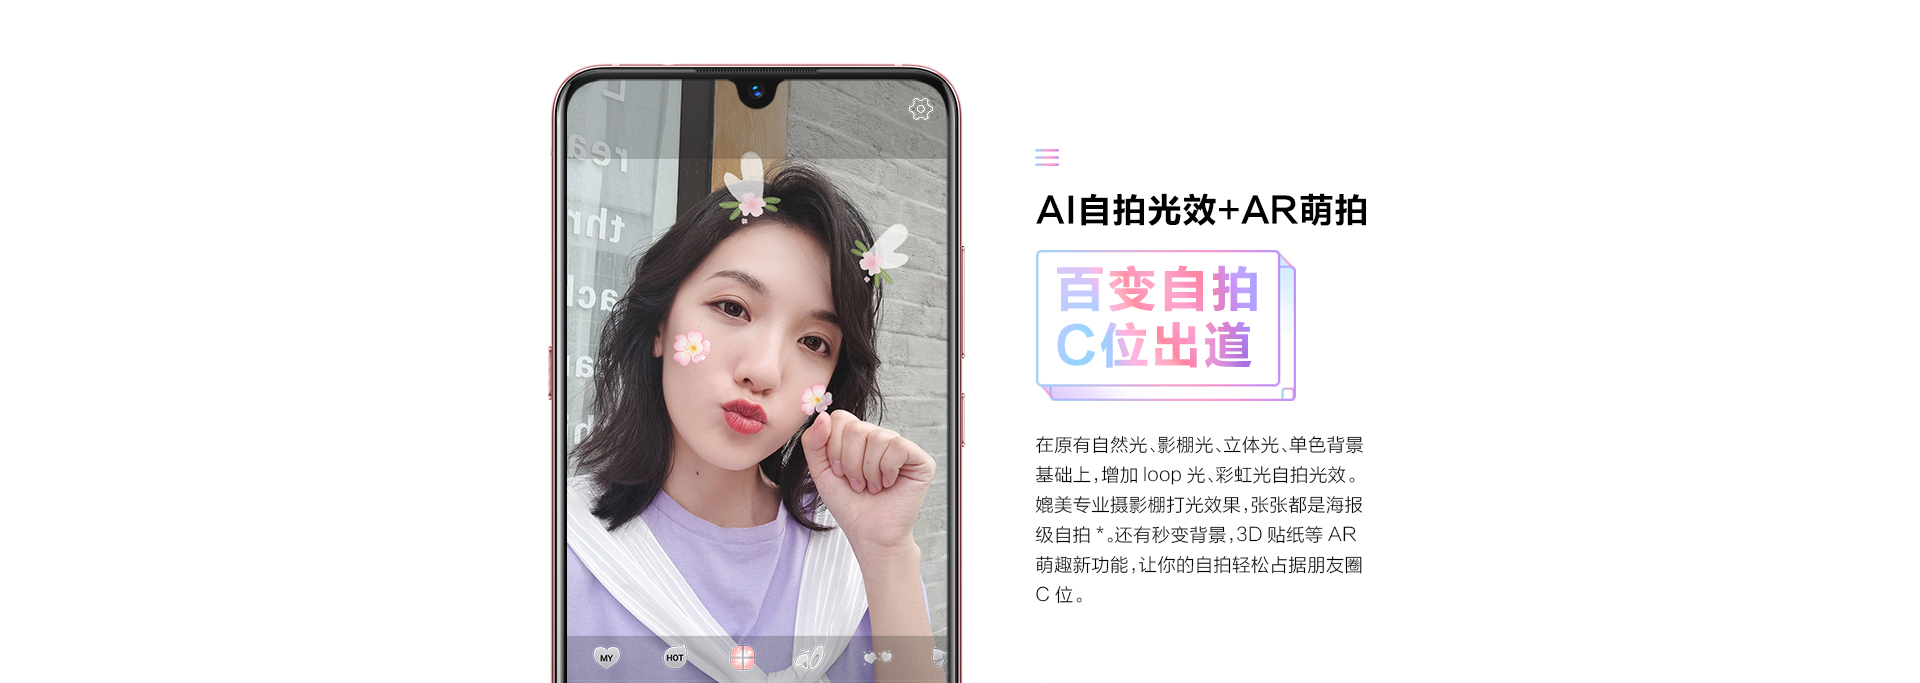 AI自拍光效+AR萌拍
百变自拍
C位出道
在原有自然光、影棚光、立体光、单色背景
基础上，增加 loop 光、彩虹光自拍光效。
媲美专业摄影棚打光效果，张张都是海报
级自拍 *。还有秒变背景，3D 贴纸等 AR
萌趣新功能，让你的自拍轻松占据朋友圈
C 位。
MY
HOT